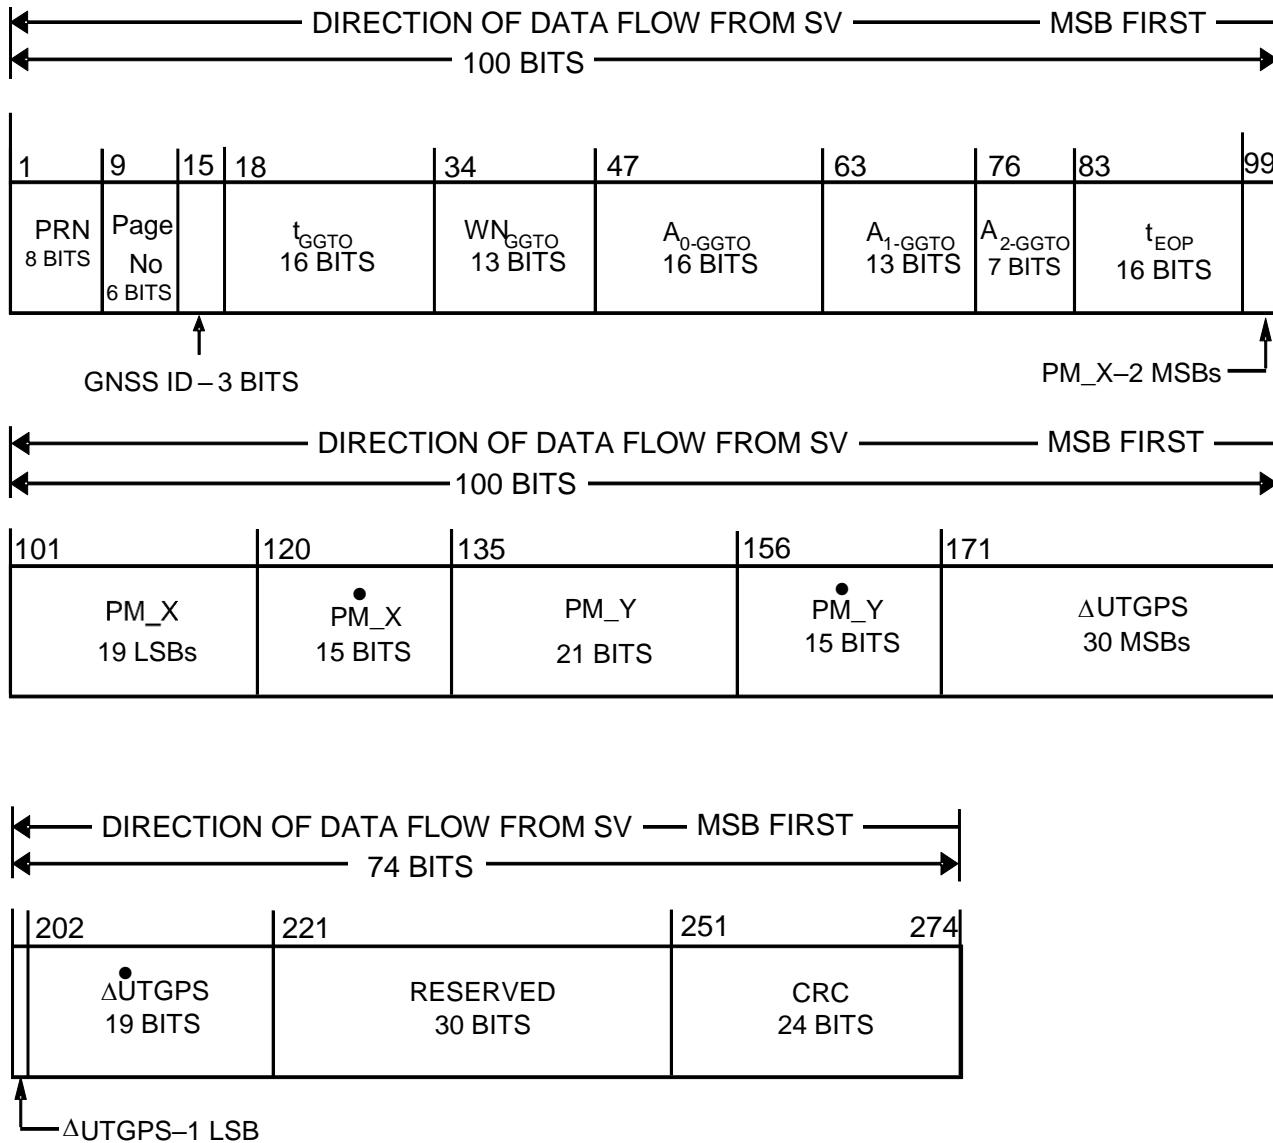 DIRECTION OF DATA FLOW FROM SV MSB FIRST
100 BITS
1 9 15 18 34 47 63 76 83 99
PRN
8 BITS
Page
No
6 BITS
tGGTO
16 BITS
WNGGTO
13 BITS
A0-GGTO
16 BITS
A1-GGTO
13 BITS
A2-GGTO
7 BITS
tEOP
16 BITS
GNSS ID – 3 BITS
PM_X–2 MSBs
DIRECTION OF DATA FLOW FROM SV MSB FIRST
100 BITS
101 120 135 156 171
PM_X
19 LSBs
●
PM_X
15 BITS
PM_Y
21 BITS
●
PM_Y
15 BITS
ΔUTGPS
30 MSBs
DIRECTION OF DATA FLOW FROM SV MSB FIRST
74 BITS
202 221 251 274
●
ΔUTGPS
19 BITS
RESERVED
30 BITS
CRC
24 BITS
ΔUTGPS–1 LSB